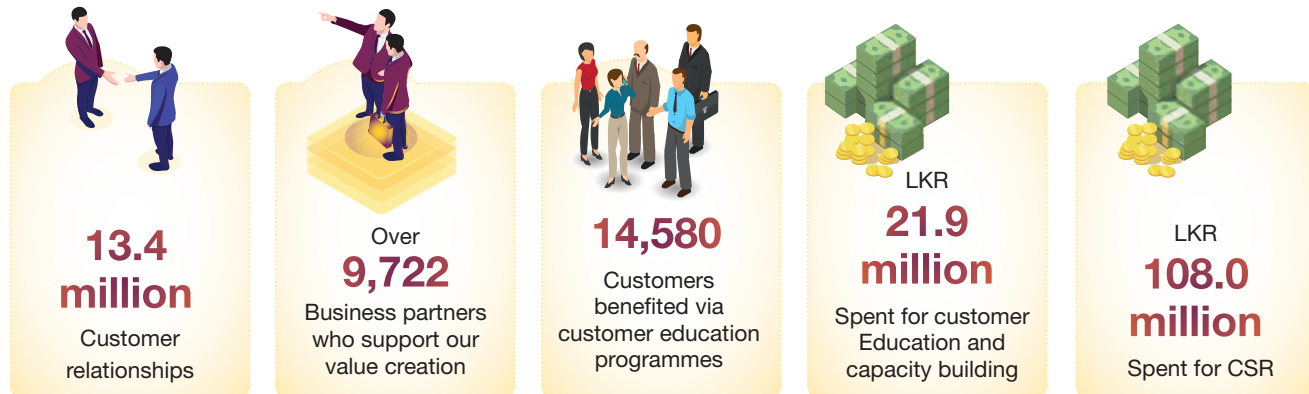 13.4
million
Customer
relationships
Over
9,722
Business partners
who support our
value creation
14,580
Customers
benefited via
customer education
programmes
LKR
21.9
million
Spent for customer
Education and
capacity building
LKR
108.0
million
Spent for CSR